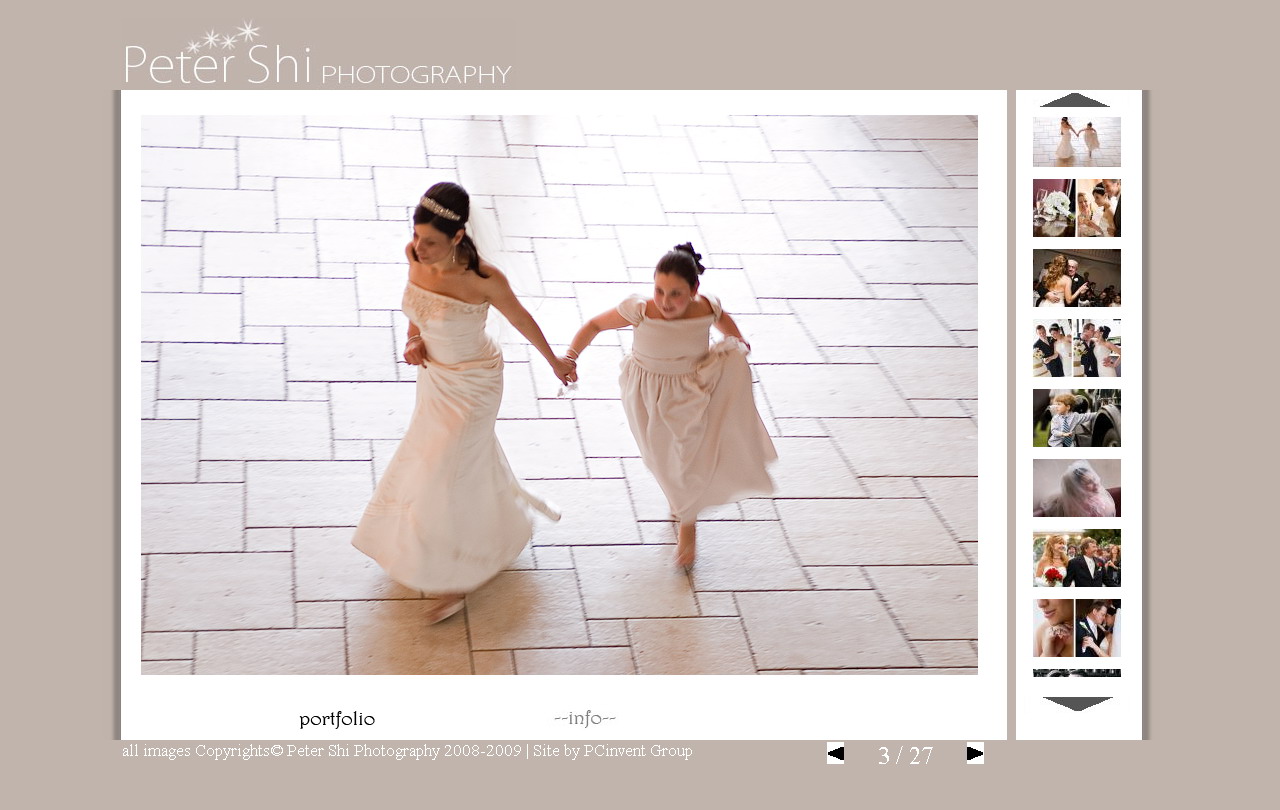 Peter Shi PHOTOGRAPHY
portfolio
--info--
all images Copyrights© Peter Shi Photography 2008-2009 | Site by PCinvent Group
3 / 27